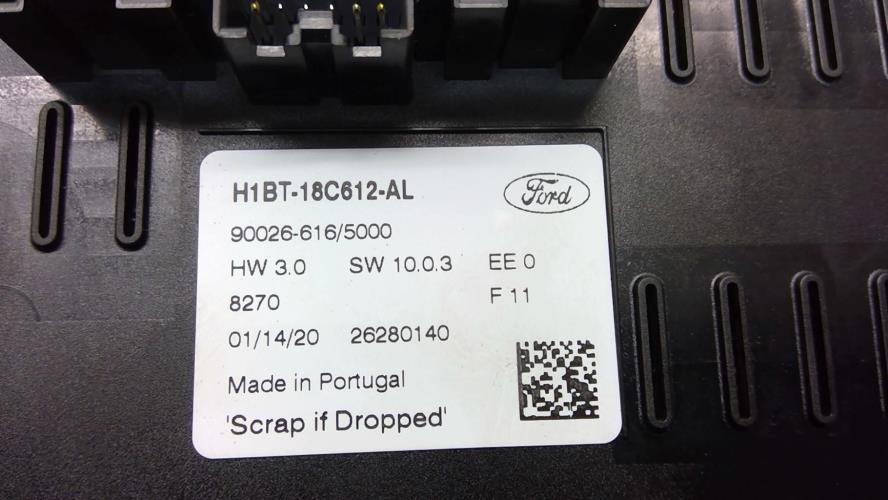 H1BT-18C612-AL
Ford
90026-616/5000
HW 3.0 SW 10.0.3 EE 0
8270 F 11
01/14/20 26280140
Made in Portugal
'Scrap if Dropped'